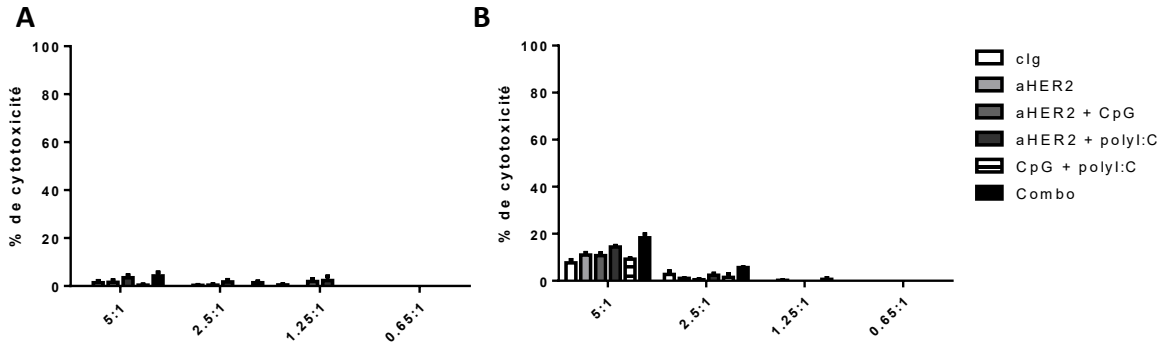 A
% de cytotoxicité
100
80
60
40
20
0
5:1
2.5:1
1.25:1
0.65:1
B
% de cytotoxicité
100
80
60
40
20
0
5:1
2.5:1
1.25:1
0.65:1
cIg
aHER2
aHER2 + CpG
aHER2 + polyI:C
CpG + polyI:C
Combo